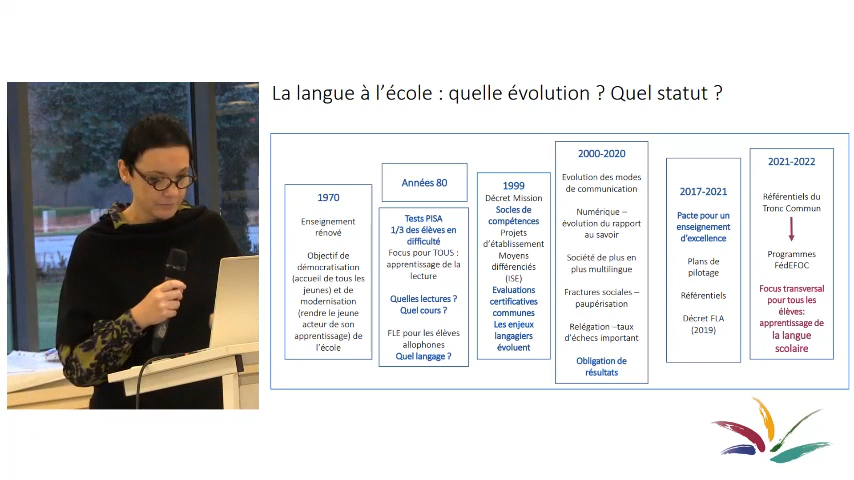 La langue à l'école : quelle évolution ? Quel statut ?
1970
Enseignement
rénové
Objectif de
démocratisation
(accueil de tous les
jeunes) et de
modernisation
(rendre le jeune
acteur de son
apprentissage) de
l'école
Années 80
Tests PISA
1/3 des élèves en
difficulté
Focus pour TOUS :
apprentissage de la
lecture
Quelles lectures ?
Quel cours ?
FLE pour les élèves
allophones
Quel langage ?
1999
Décret Mission
Socles de
compétences
Projets
d'établissement
Moyens
différenciés
(ISE)
Evaluations
certificatives
communes
Les enjeux
langagiers
évoluent
2000-2020
Evolution des modes
de communication
Numérique –
évolution du rapport
au savoir
Société de plus en
plus multilingue
Fractures sociales –
paupérisation
Relégation –taux
d'échecs important
Obligation de
résultats
2017-2021
Pacte pour un
enseignement
d'excellence
Plans de
pilotage
Référentiels
Décret FLA
(2019)
2021-2022
Référentiels du
Tronc Commun
Programmes
FédEFOC
Focus transversal
pour tous les
élèves:
apprentissage de
la langue
scolaire